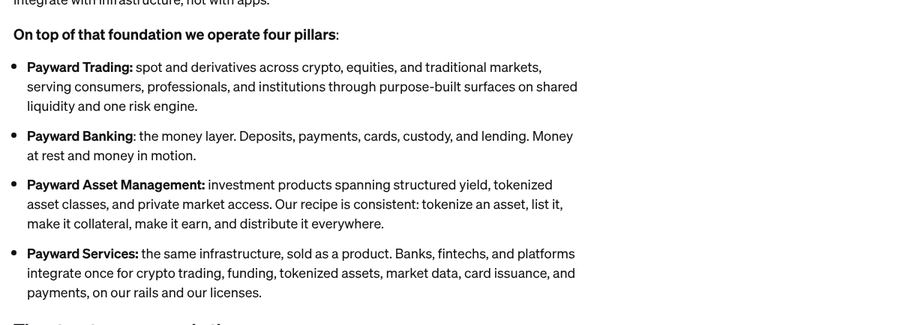 integrate with infrastructure, not with apps.
On top of that foundation we operate four pillars:
• Payward Trading: spot and derivatives across crypto, equities, and traditional markets,
serving consumers, professionals, and institutions through purpose-built surfaces on shared
liquidity and one risk engine.
• Payward Banking: the money layer. Deposits, payments, cards, custody, and lending. Money
at rest and money in motion.
• Payward Asset Management: investment products spanning structured yield, tokenized
asset classes, and private market access. Our recipe is consistent: tokenize an asset, list it,
make it collateral, make it earn, and distribute it everywhere.
• Payward Services: the same infrastructure, sold as a product. Banks, fintechs, and platforms
integrate once for crypto trading, funding, tokenized assets, market data, card issuance, and
payments, on our rails and our licenses.